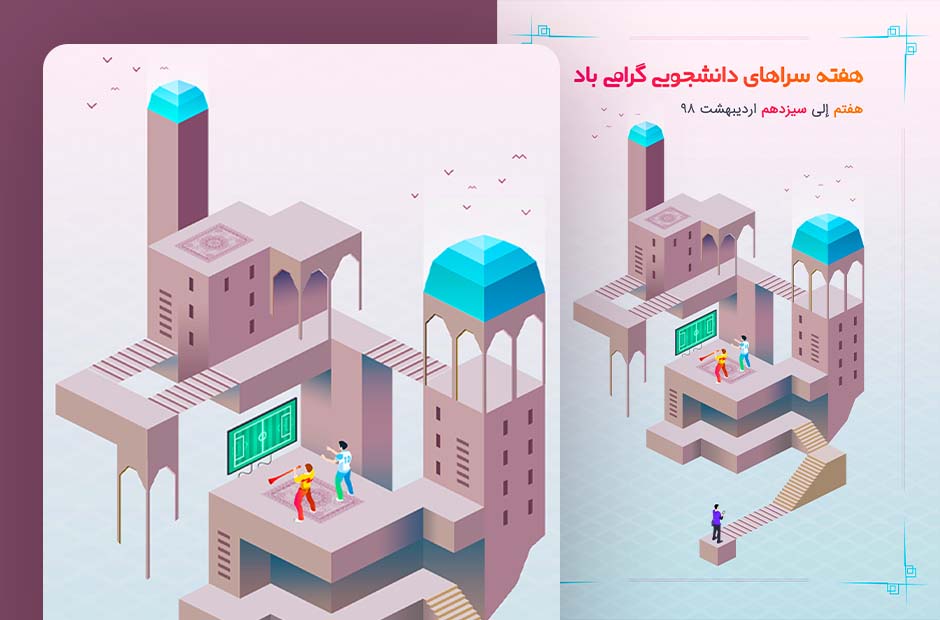 هفته سراهای دانشجویی گرامی باد
هفتم إلی سیزدهم اردیبهشت ۹۸